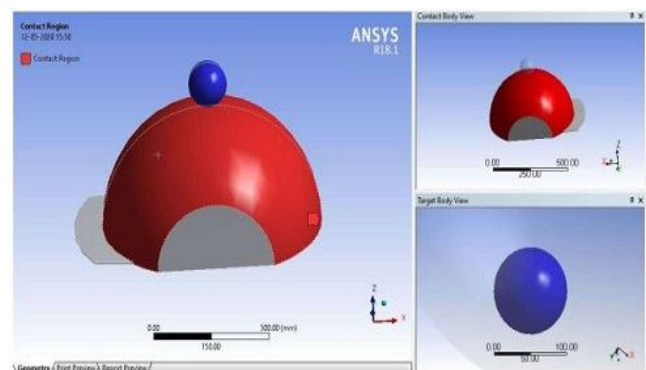 Contact Region
12-05-2020 15:50
Contact Region
ANSYS
R18.1
0.00
300.00 (mm)
150.00
Z
X
Geometry / Print Preview / Report Preview /
Contact Body View
0.00
500.00
250.00
Z
X
Target Body View
0.00
100.00
50.00
X